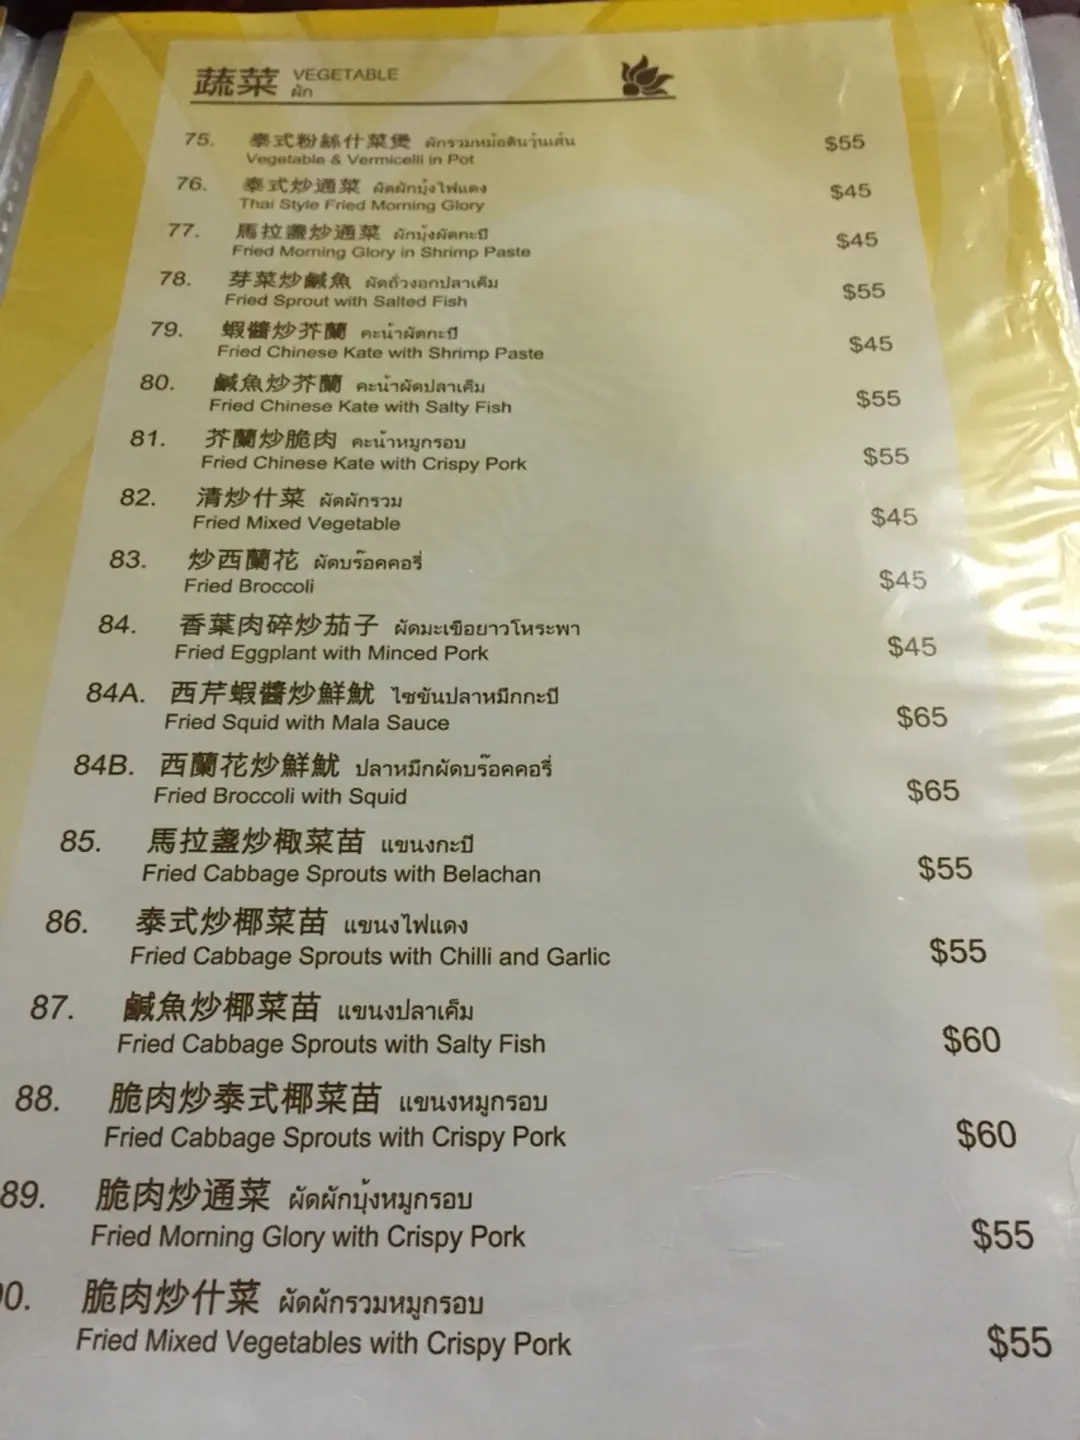 蔬菜 VEGETABLE
ผัก
75. 泰式粉絲什菜煲 ผักรวมหม้อดินวุ้นเส้น $55
Vegetable & Vermicelli in Pot
76. 泰式炒通菜 ผัดผักบุ้งไฟแดง $45
Thai Style Fried Morning Glory
77. 馬拉盞炒通菜 ผักบุ้งผัดกะปิ $45
Fried Morning Glory in Shrimp Paste
78. 芽菜炒鹹魚 ผัดถั่วงอกปลาเค็ม $55
Fried Sprout with Salted Fish
79. 蝦醬炒芥蘭 คะน้าผัดกะปิ $45
Fried Chinese Kate with Shrimp Paste
80. 鹹魚炒芥蘭 คะน้าผัดปลาเค็ม $55
Fried Chinese Kate with Salty Fish
81. 芥蘭炒脆肉 คะน้าหมูกรอบ $55
Fried Chinese Kate with Crispy Pork
82. 清炒什菜 ผัดผักรวม $45
Fried Mixed Vegetable
83. 炒西蘭花 ผัดบร๊อคคอรี่ $45
Fried Broccoli
84. 香葉肉碎炒茄子 ผัดมะเขือยาวโหระพา $45
Fried Eggplant with Minced Pork
84A. 西芹蝦醬炒鮮魷 ไซขันปลาหมึกกะปิ $65
Fried Squid with Mala Sauce
84B. 西蘭花炒鮮魷 ปลาหมึกผัดบร๊อคคอรี่ $65
Fried Broccoli with Squid
85. 馬拉盞炒椰菜苗 แขนงกะปิ $55
Fried Cabbage Sprouts with Belachan
86. 泰式炒椰菜苗 แขนงไฟแดง $55
Fried Cabbage Sprouts with Chilli and Garlic
87. 鹹魚炒椰菜苗 แขนงปลาเค็ม $60
Fried Cabbage Sprouts with Salty Fish
88. 脆肉炒泰式椰菜苗 แขนงหมูกรอบ $60
Fried Cabbage Sprouts with Crispy Pork
89. 脆肉炒通菜 ผัดผักบุ้งหมูกรอบ $55
Fried Morning Glory with Crispy Pork
0. 脆肉炒什菜 ผัดผักรวมหมูกรอบ $55
Fried Mixed Vegetables with Crispy Pork